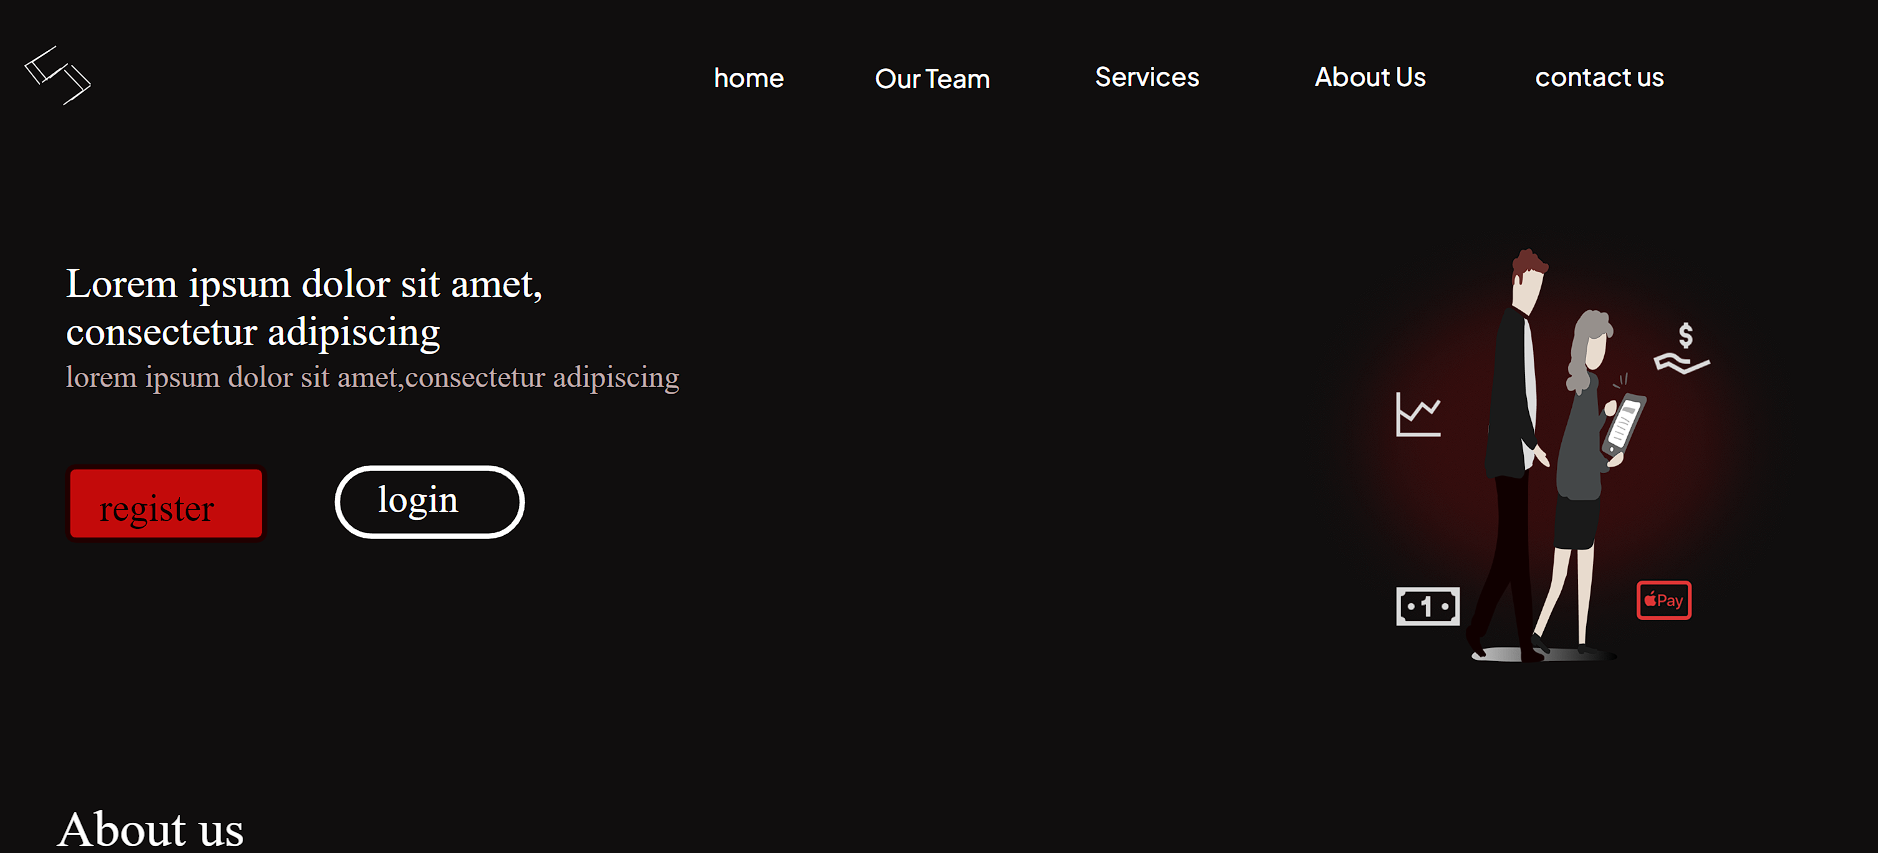 home Our Team Services About Us contact us
Lorem ipsum dolor sit amet,
consectetur adipiscing
lorem ipsum dolor sit amet,consectetur adipiscing
register login
$
1
Pay
About us